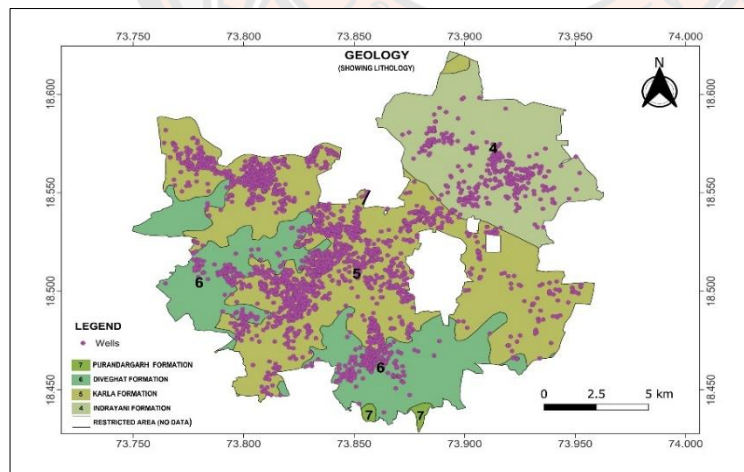 73.750 73.800 73.850 73.900 73.950 74.000
GEOLOGY
(SHOWING LITHOLOGY)
N
18.600
18.600
4
18.550
18.550
7
5
6
18.500
18.500
LEGEND
Wells
7 PURANDARGARH FORMATION
6 DIVEGHAT FORMATION
5 KARLA FORMATION
4 INDRAYANI FORMATION
RESTRICTED AREA (NO DATA)
6
7
7
18.450
18.450
0 2.5 5 km
73.750 73.800 73.850 73.900 73.950 74.000